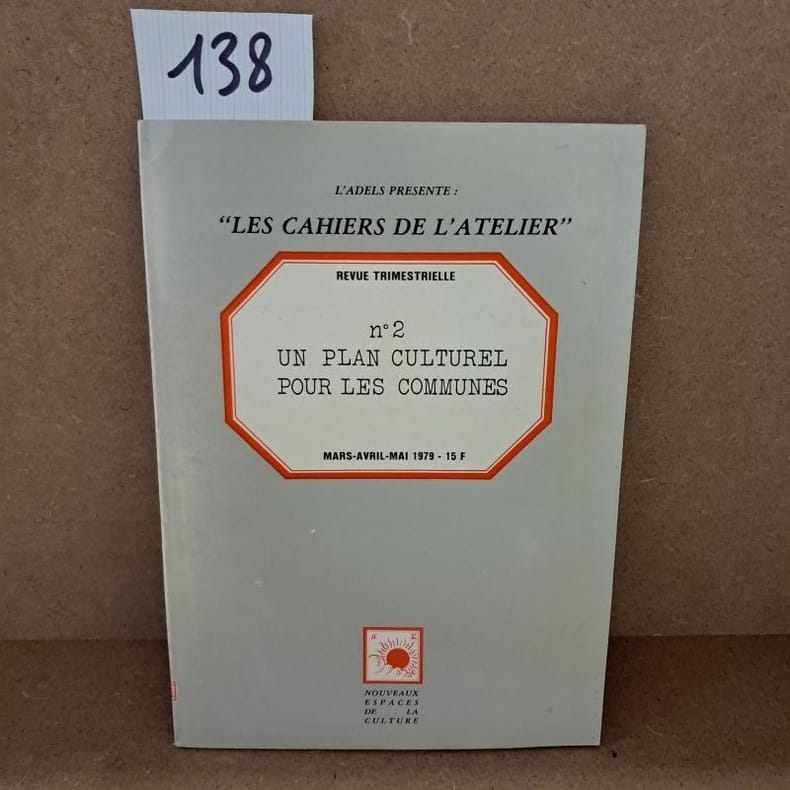 138
L'ADELS PRESENTE :
"LES CAHIERS DE L'ATELIER"
REVUE TRIMESTRIELLE
n°2
UN PLAN CULTUREL
POUR LES COMMUNES
MARS-AVRIL-MAI 1979 - 15 F
NOUVEAUX
ESPACES
DE LA
CULTURE